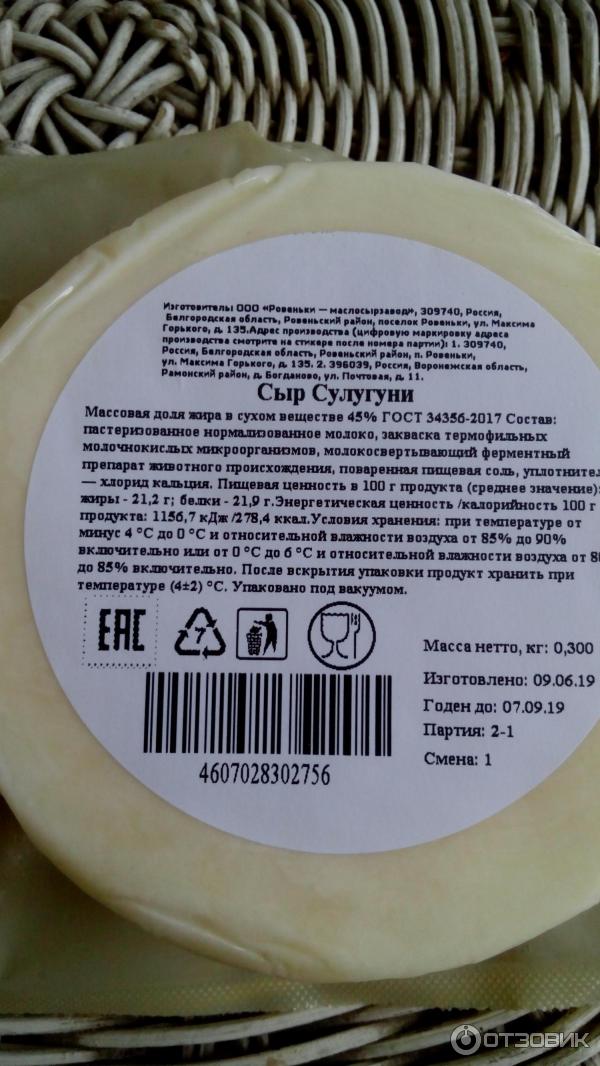 Изготовитель: ООО «Ровеньки — маслосырзавод», 309740, Россия,
Белгородская область, Ровеньский район, поселок Ровеньки, ул. Максима
Горького, д. 135.Адрес производства (цифровую маркировку адреса
производства смотрите на стикере после номера партии): 1. 309740,
Россия, Белгородская область, Ровеньский район, п. Ровеньки,
ул. Максима Горького, д. 135. 2. 396039, Россия, Воронежская область,
Рамонский район, д. Богданово, ул. Почтовая, д. 11.
Сыр Сулугуни
Массовая доля жира в сухом веществе 45% ГОСТ 34356-2017 Состав:
пастеризованное нормализованное молоко, закваска термофильных
молочнокислых микроорганизмов, молокосвертывающий ферментный
препарат животного происхождения, поваренная пищевая соль, уплотнител
— хлорид кальция. Пищевая ценность в 100 г продукта (среднее значение):
жиры - 21,2 г; белки - 21,9 г.Энергетическая ценность /калорийность 100 г
продукта: 1156,7 кДж /278,4 ккал.Условия хранения: при температуре от
минус 4 °С до 0 °С и относительной влажности воздуха от 85% до 90%
включительно или от 0 °С до 6 °С и относительной влажности воздуха от 8
до 85% включительно. После вскрытия упаковки продукт хранить при
температуре (4±2) °С. Упаковано под вакуумом.
ЕАС
7
Масса нетто, кг: 0,300
Изготовлено: 09.06.19
Годен до: 07.09.19
Партия: 2-1
Смена: 1
4607028302756
ОТЗОВИК